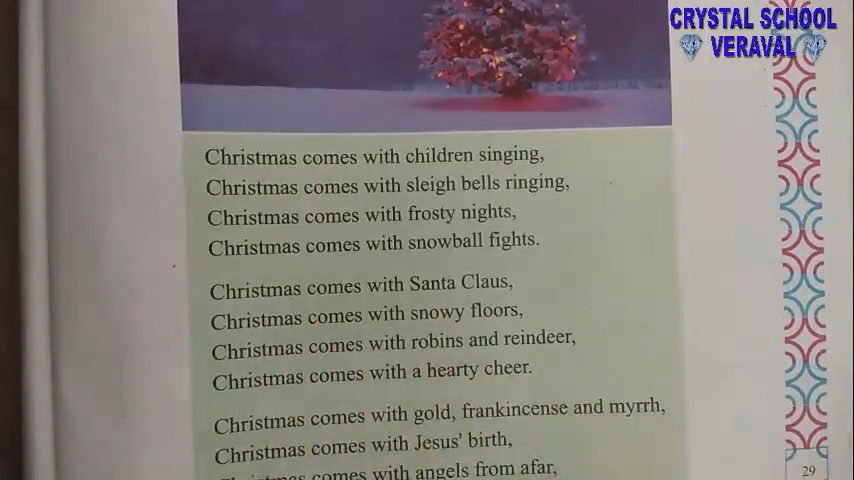 CRYSTAL SCHOOL
VERAVAL
Christmas comes with children singing,
Christmas comes with sleigh bells ringing,
Christmas comes with frosty nights,
Christmas comes with snowball fights.
Christmas comes with Santa Claus,
Christmas comes with snowy floors,
Christmas comes with robins and reindeer,
Christmas comes with a hearty cheer.
Christmas comes with gold, frankincense and myrrh,
Christmas comes with Jesus' birth,
Christmas comes with angels from afar,
29